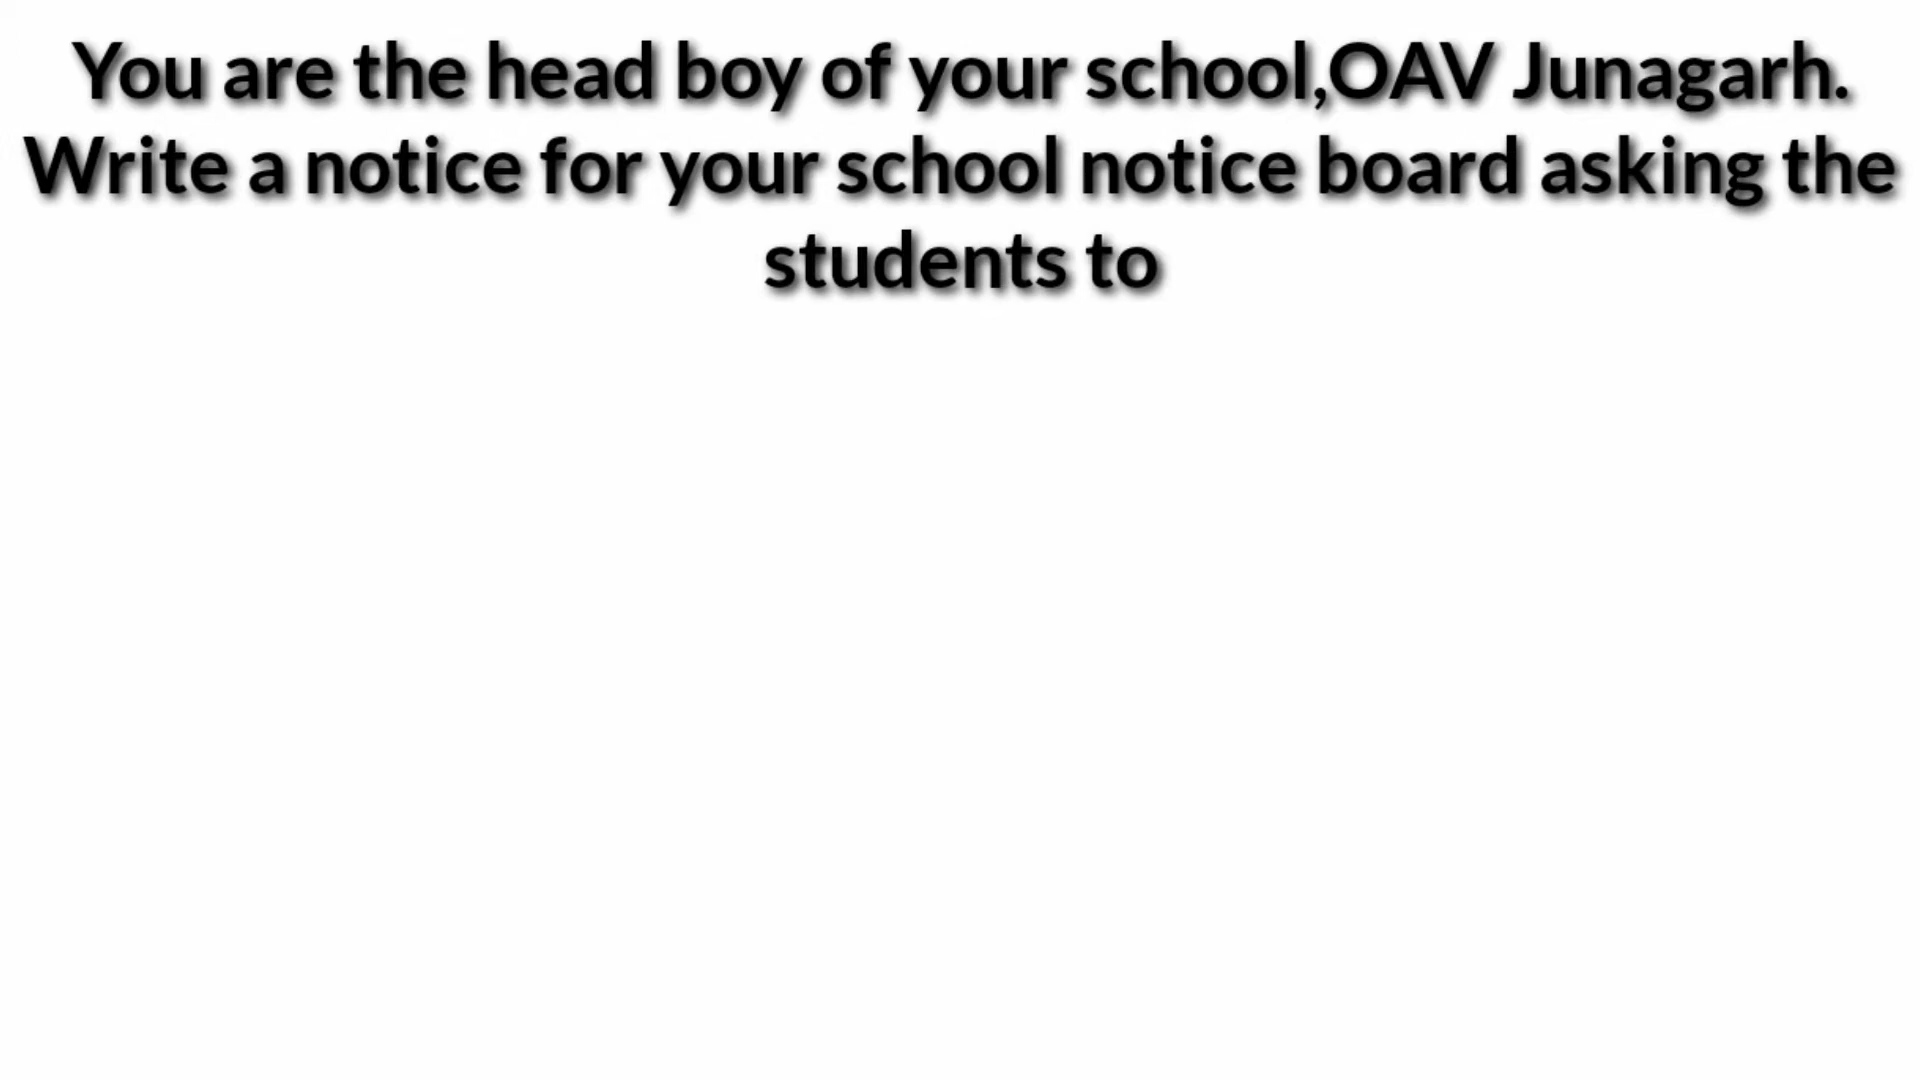 You are the head boy of your school,OAV Junagarh.
Write a notice for your school notice board asking the
students to